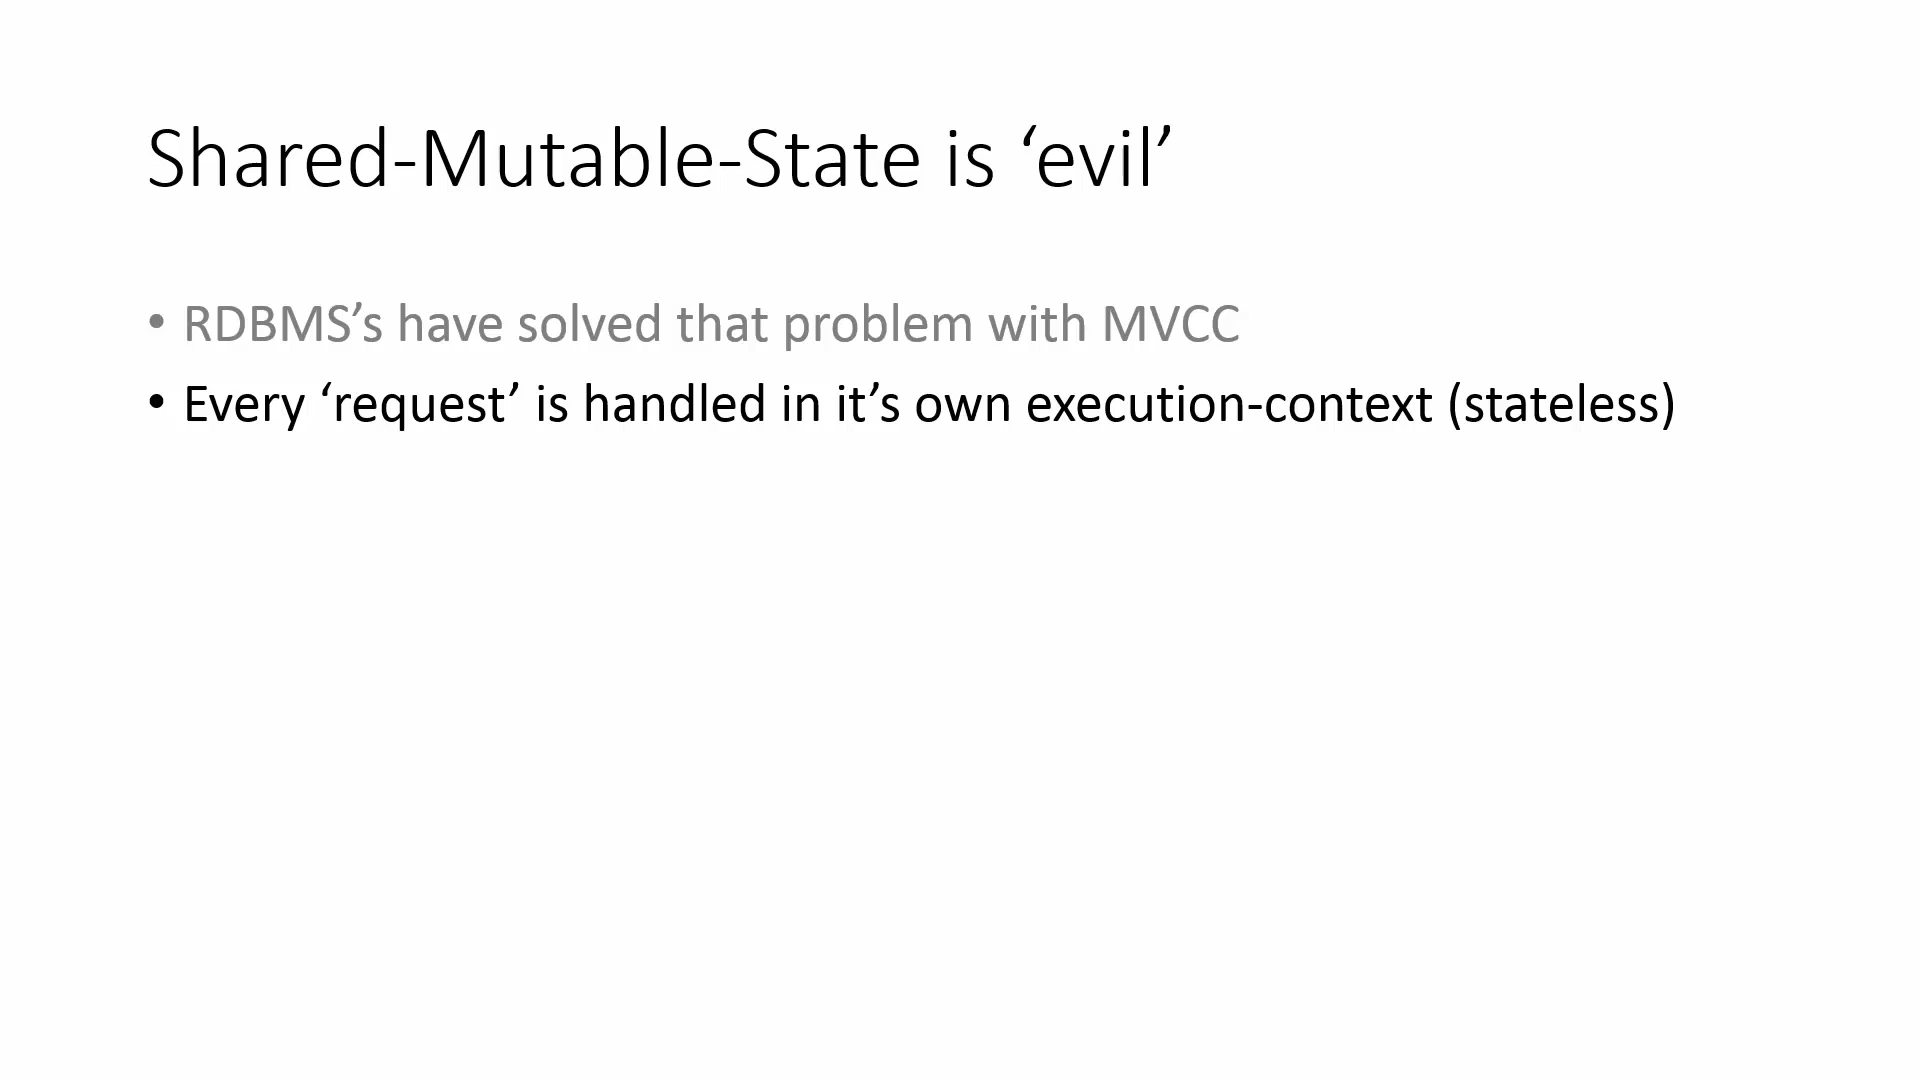 Shared-Mutable-State is ‘evil’
• RDBMS’s have solved that problem with MVCC
• Every ‘request’ is handled in it’s own execution-context (stateless)